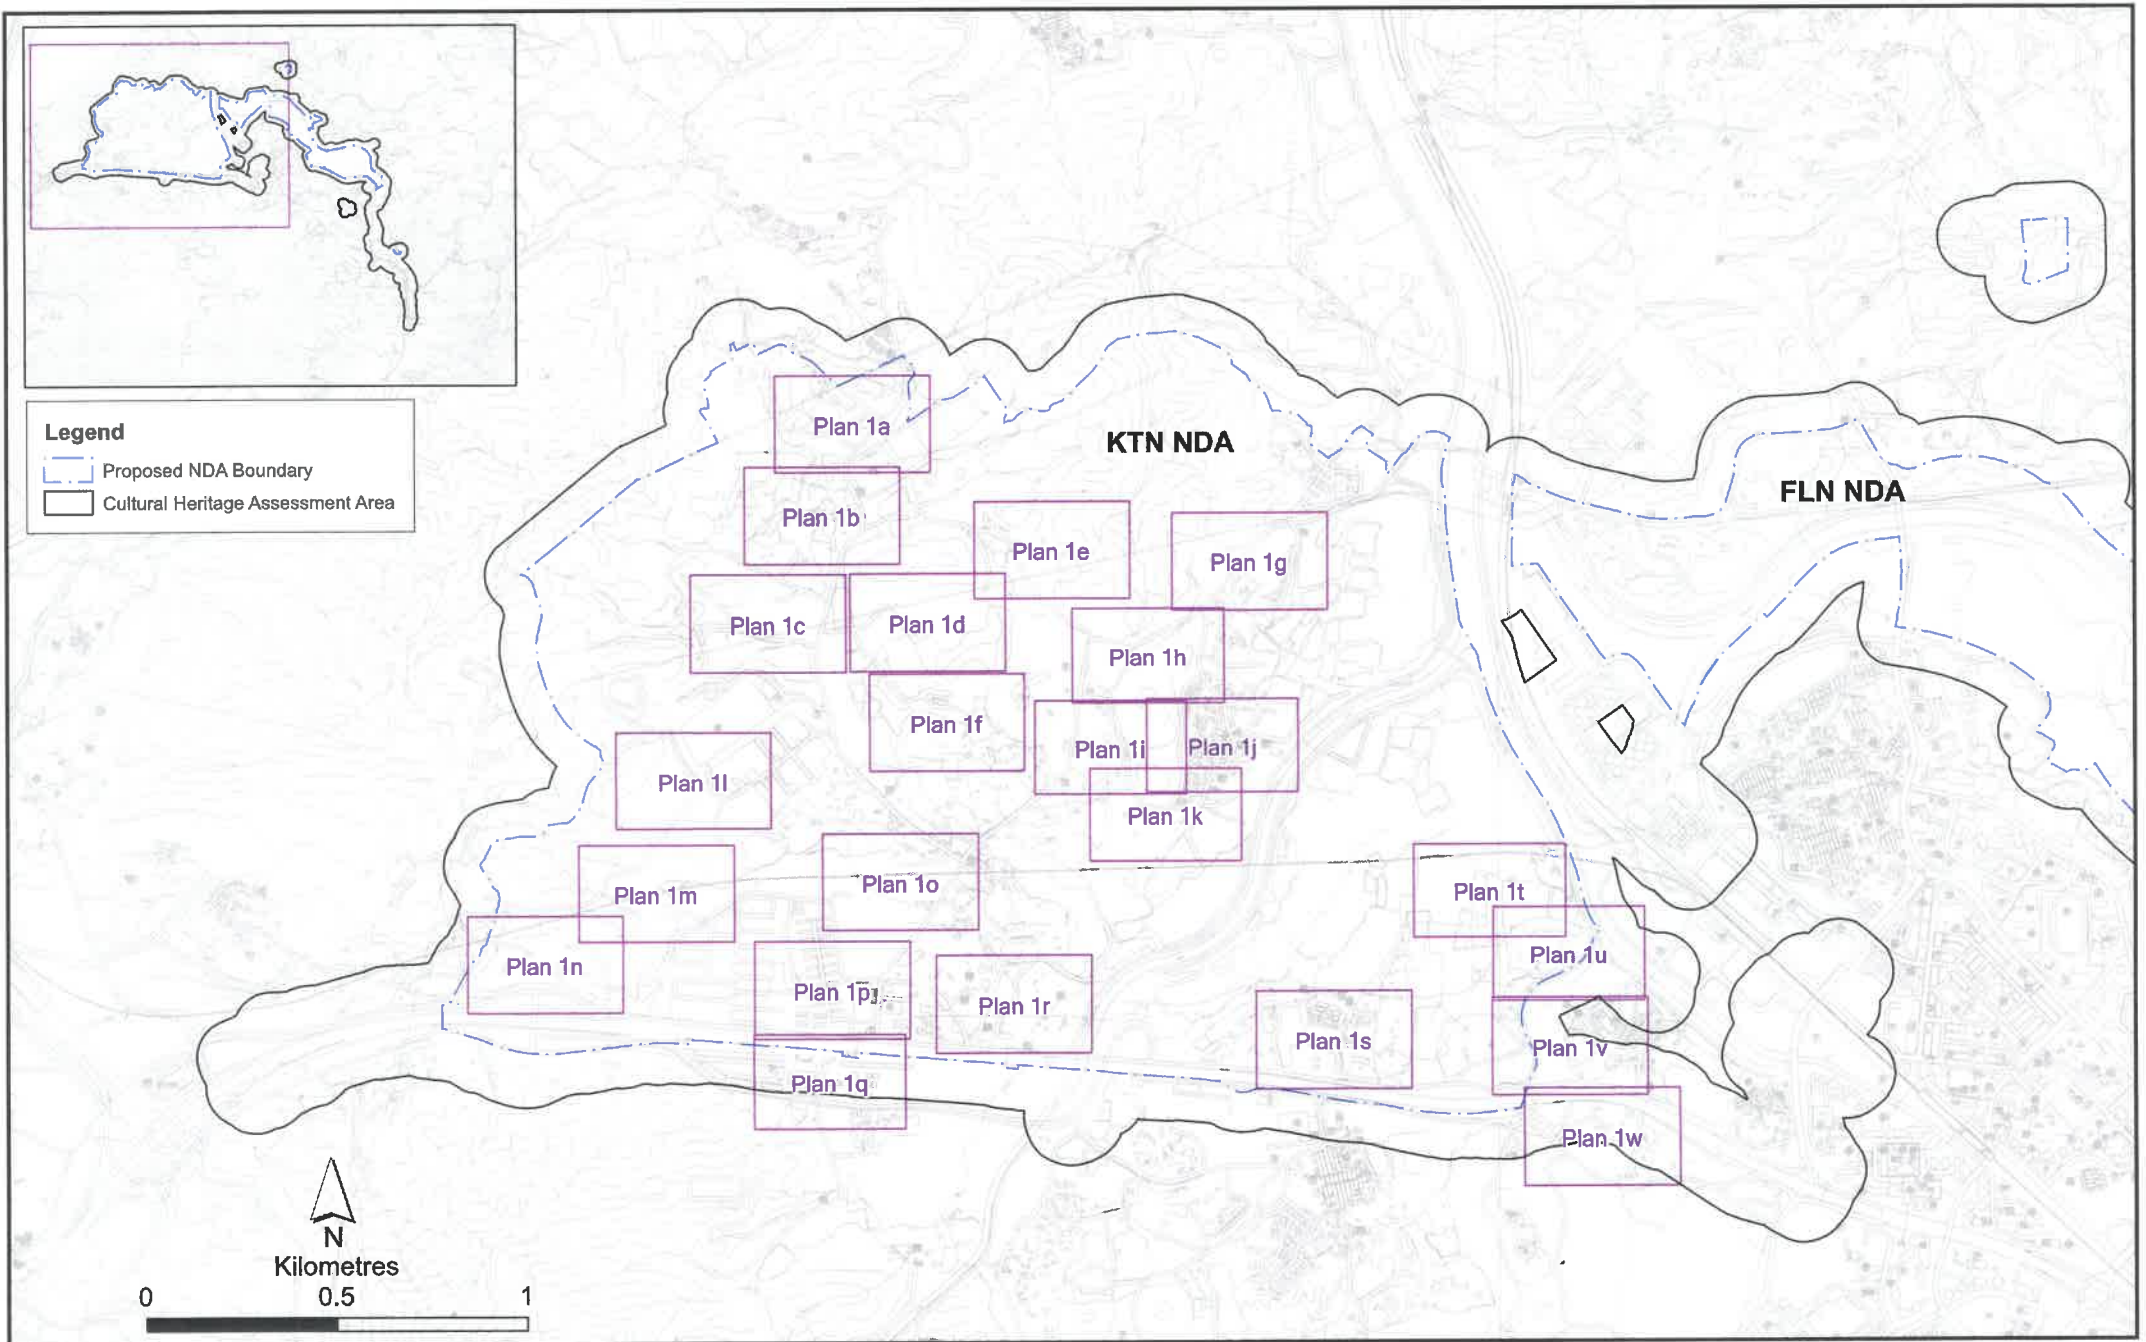 Legend
Proposed NDA Boundary
Cultural Heritage Assessment Area
KTN NDA
FLN NDA
Plan 1a
Plan 1b
Plan 1e
Plan 1g
Plan 1c
Plan 1d
Plan 1h
Plan 1f
Plan 1i
Plan 1j
Plan 1l
Plan 1k
Plan 1o
Plan 1m
Plan 1t
Plan 1n
Plan 1u
Plan 1p
Plan 1r
Plan 1s
Plan 1v
Plan 1q
Plan 1w
N
Kilometres
0 0.5 1